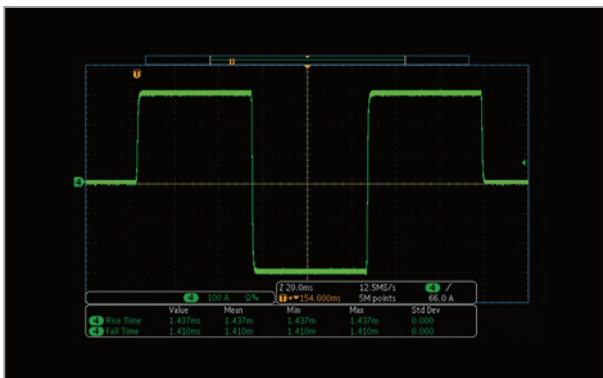 T
T
4
4 100 A Ω
Z 20.0ms 12.5MS/s 4
T→▼154.000ms 5M points 66.0 A
Value Mean Min Max Std Dev
4 Rise Time 1.437ms 1.437m 1.437m 1.437m 0.000
4 Fall Time 1.410ms 1.410m 1.410m 1.410m 0.000